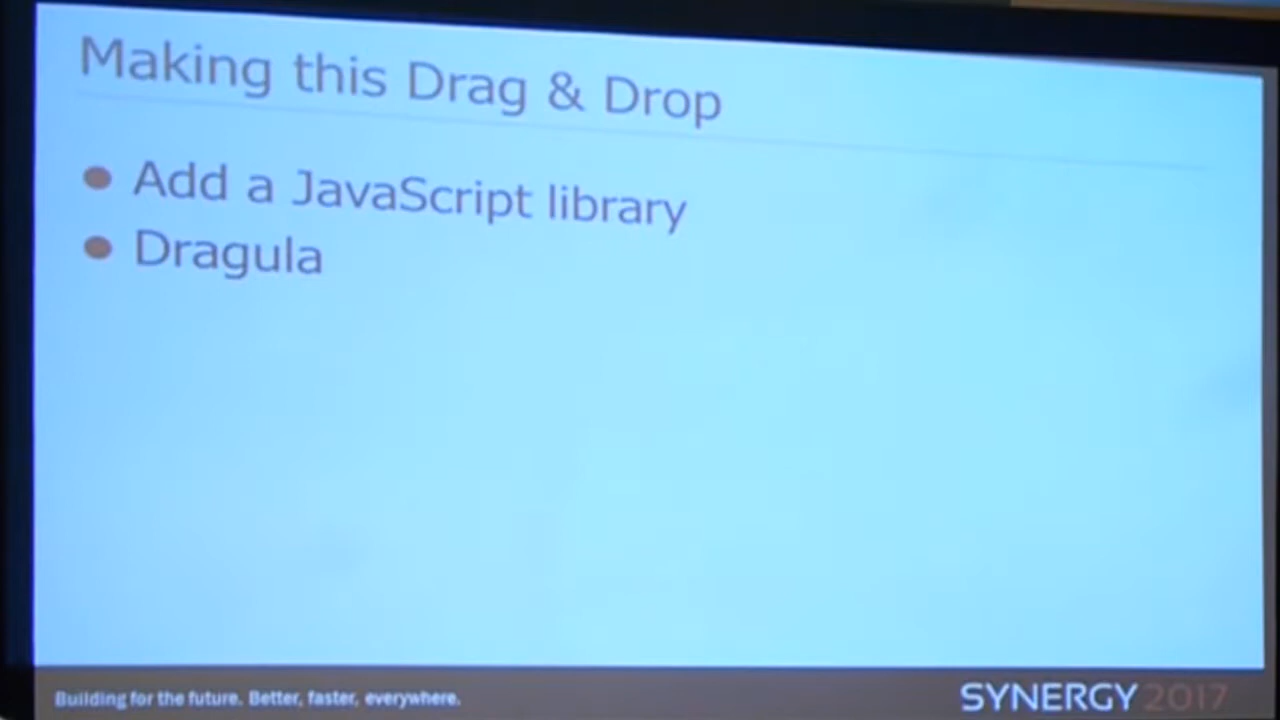 Making this Drag & Drop
Add a JavaScript library
Dragula
Building for the future. Better, faster, everywhere.
SYNERGY 2017